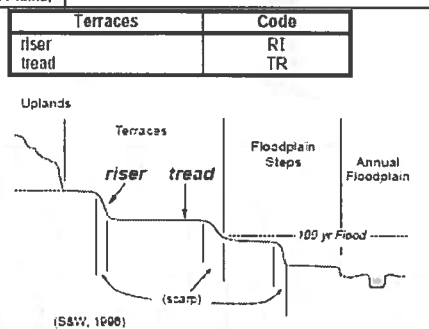 Terraces Code
riser RI
tread TR
Uplands
Terraces
Floodplain
Steps
Annual
Floodplain
riser tread
100 yr Flood
(scarp)
(S&W, 1996)